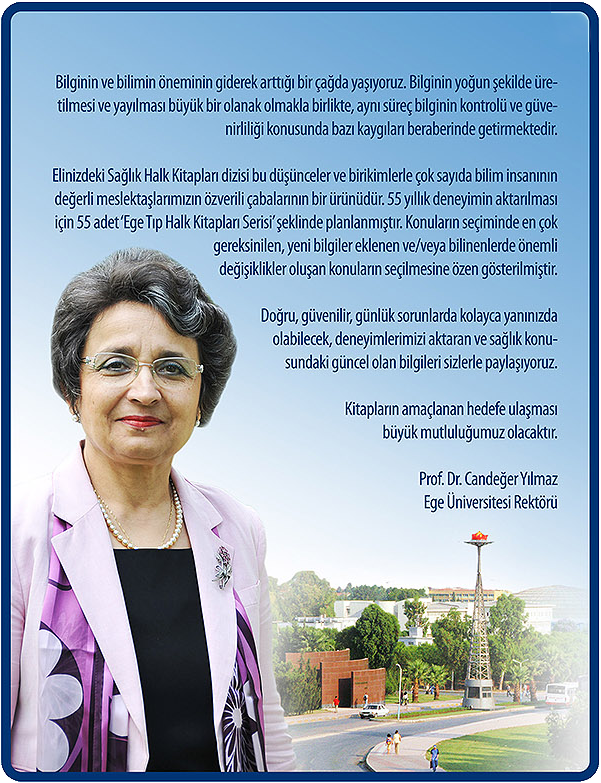 Bilginin ve bilimin öneminin giderek arttığı bir çağda yaşıyoruz. Bilginin yoğun şekilde üre-
tilmesi ve yayılması büyük bir olanak olmakla birlikte, aynı süreç bilginin kontrolü ve güve-
nirliliği konusunda bazı kaygıları beraberinde getirmektedir.
Elinizdeki Sağlık Halk Kitapları dizisi bu düşünceler ve birikimlerle çok sayıda bilim insanının
değerli meslektaşlarımızın özverili çabalarının bir ürünüdür. 55 yıllık deneyimin aktarılması
için 55 adet ‘Ege Tıp Halk Kitapları Serisi’ şeklinde planlanmıştır. Konuların seçiminde en çok
gereksinilen, yeni bilgiler eklenen ve/veya bilinenlerde önemli
değişiklikler oluşan konuların seçilmesine özen gösterilmiştir.
Doğru, güvenilir, günlük sorunlarda kolayca yanınızda
olabilecek, deneyimlerimizi aktaran ve sağlık konu-
sundaki güncel olan bilgileri sizlerle paylaşıyoruz.
Kitapların amaçlanan hedefe ulaşması
büyük mutluluğumuz olacaktır.
Prof. Dr. Candeğer Yılmaz
Ege Üniversitesi Rektörü